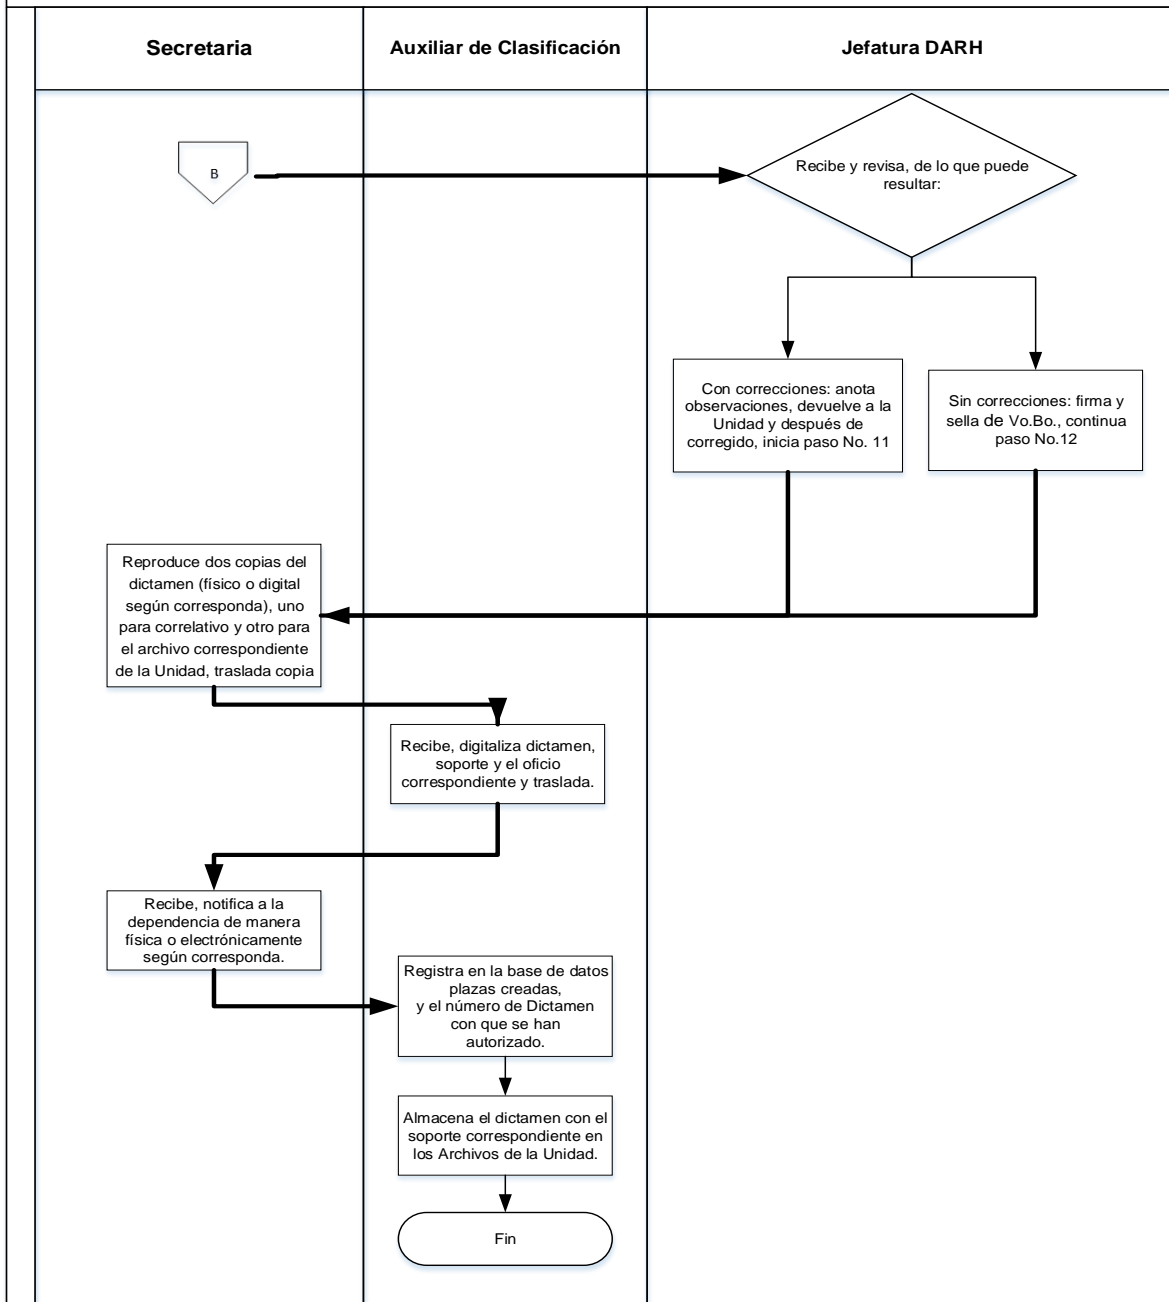 Secretaria
Auxiliar de Clasificación
Jefatura DARH
B
Recibe y revisa, de lo que puede
resultar:
Con correcciones: anota
observaciones, devuelve a la
Unidad y después de
corregido, inicia paso No. 11
Sin correcciones: firma y
sella de Vo.Bo., continua
paso No.12
Reproduce dos copias del
dictamen (físico o digital
según corresponda), uno
para correlativo y otro para
el archivo correspondiente
de la Unidad, traslada copia
Recibe, digitaliza dictamen,
soporte y el oficio
correspondiente y traslada.
Recibe, notifica a la
dependencia de manera
física o electrónicamente
según corresponda.
Registra en la base de datos
plazas creadas,
y el número de Dictamen
con que se han
autorizado.
Almacena el dictamen con el
soporte correspondiente en
los Archivos de la Unidad.
Fin